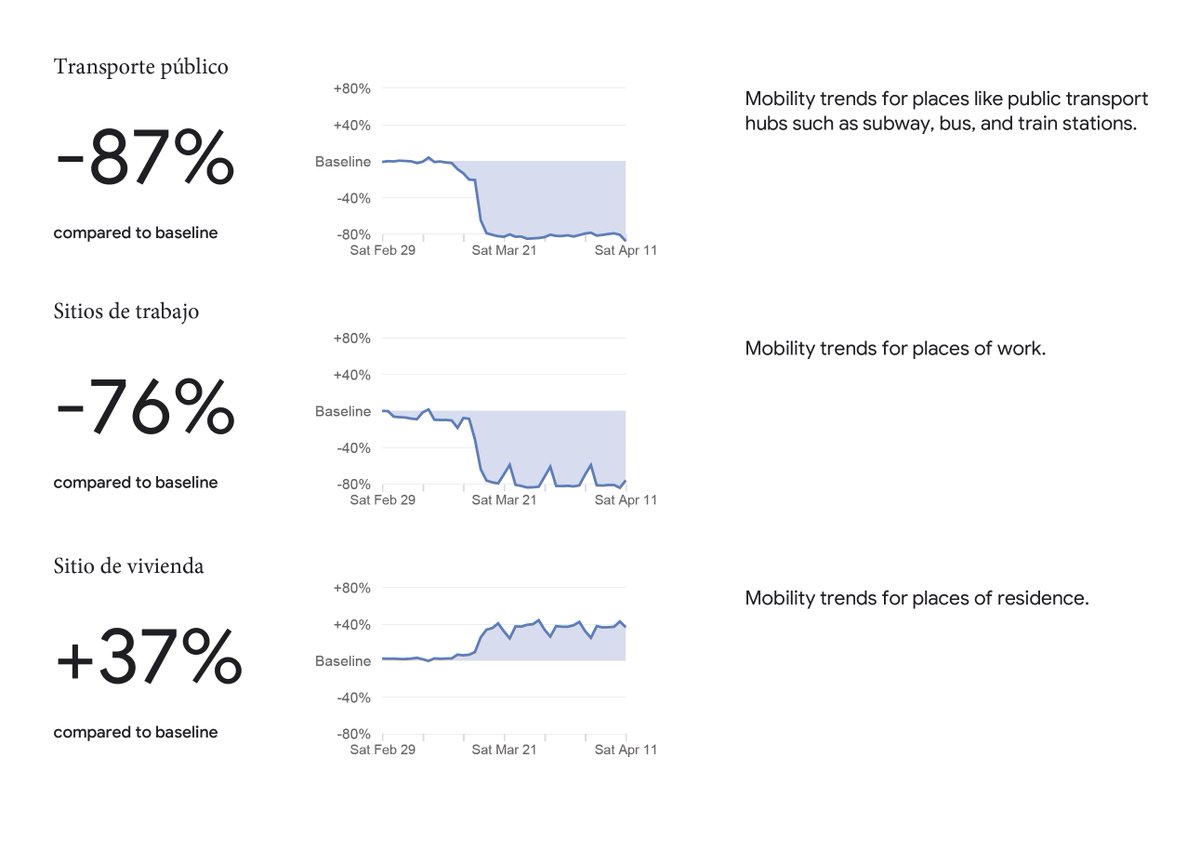 Transporte público
-87%
compared to baseline
+80%
+40%
Baseline
-40%
-80%
Sat Feb 29 Sat Mar 21 Sat Apr 11
Mobility trends for places like public transport
hubs such as subway, bus, and train stations.
Sitios de trabajo
-76%
compared to baseline
+80%
+40%
Baseline
-40%
-80%
Sat Feb 29 Sat Mar 21 Sat Apr 11
Mobility trends for places of work.
Sitio de vivienda
+37%
compared to baseline
+80%
+40%
Baseline
-40%
-80%
Sat Feb 29 Sat Mar 21 Sat Apr 11
Mobility trends for places of residence.